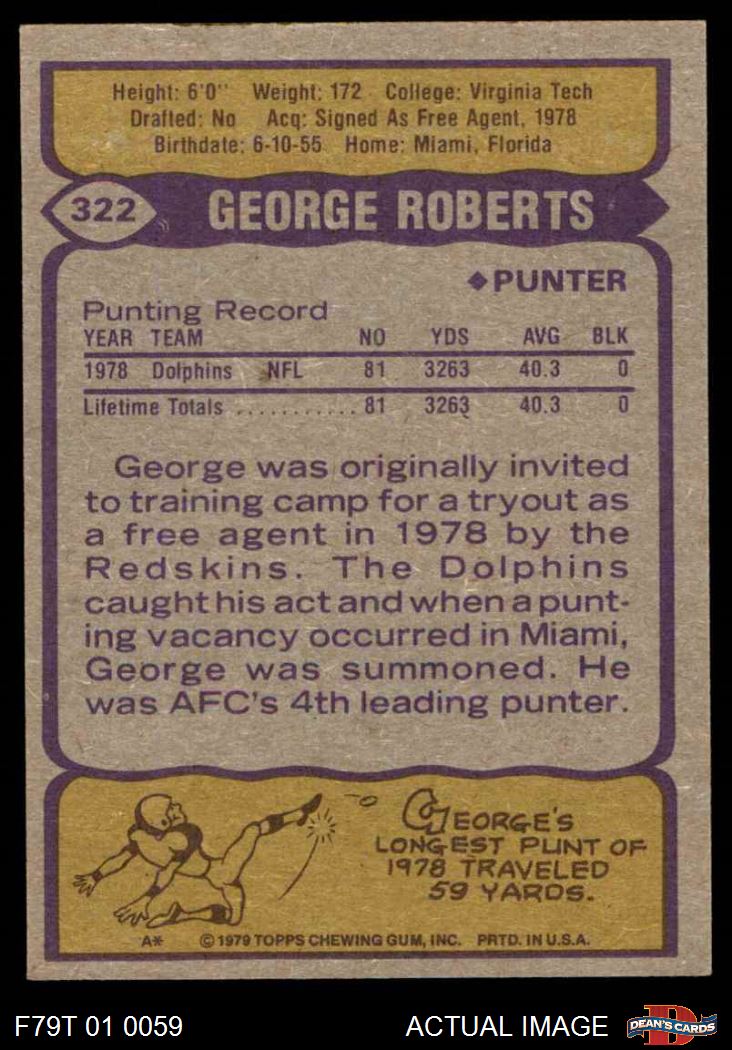 Height: 6'0" Weight: 172 College: Virginia Tech
Drafted: No Acq: Signed As Free Agent, 1978
Birthdate: 6-10-55 Home: Miami, Florida
322 GEORGE ROBERTS
◆PUNTER
Punting Record
YEAR TEAM NO YDS AVG BLK
1978 Dolphins NFL 81 3263 40.3 0
Lifetime Totals ........... 81 3263 40.3 0
George was originally invited
to training camp for a tryout as
a free agent in 1978 by the
Redskins. The Dolphins
caught his act and when a punt-
ing vacancy occurred in Miami,
George was summoned. He
was AFC's 4th leading punter.
GEORGE'S
LONGEST PUNT OF
1978 TRAVELED
59 YARDS.
A* © 1979 TOPPS CHEWING GUM, INC. PRTD. IN U.S.A.
F79T 01 0059 ACTUAL IMAGE D DEAN'S CARDS